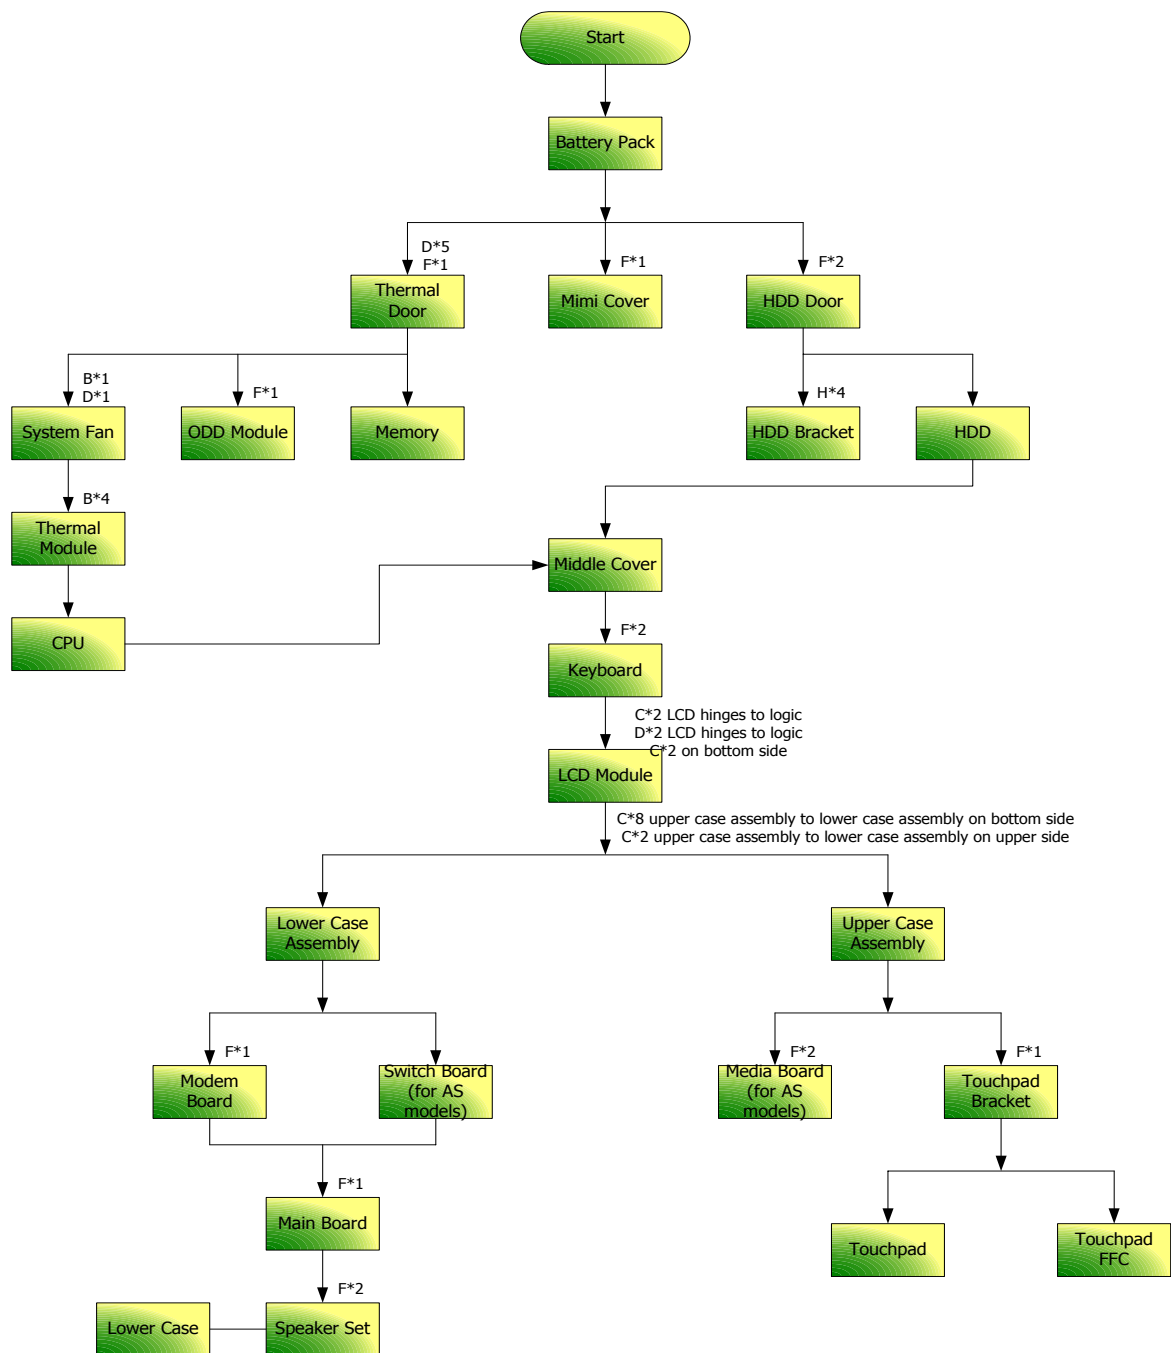 Start
Battery Pack
D*5
F*1
F*1
F*2
Thermal
Door
Mimi Cover
HDD Door
B*1
D*1
F*1
H*4
System Fan
ODD Module
Memory
HDD Bracket
HDD
B*4
Thermal
Module
Middle Cover
CPU
F*2
Keyboard
C*2 LCD hinges to logic
D*2 LCD hinges to logic
C*2 on bottom side
LCD Module
C*8 upper case assembly to lower case assembly on bottom side
C*2 upper case assembly to lower case assembly on upper side
Lower Case
Assembly
Upper Case
Assembly
F*1
F*2
F*1
Modem
Board
Switch Board
(for AS
models)
Media Board
(for AS
models)
Touchpad
Bracket
F*1
Main Board
Touchpad
Touchpad
FFC
F*2
Lower Case
Speaker Set